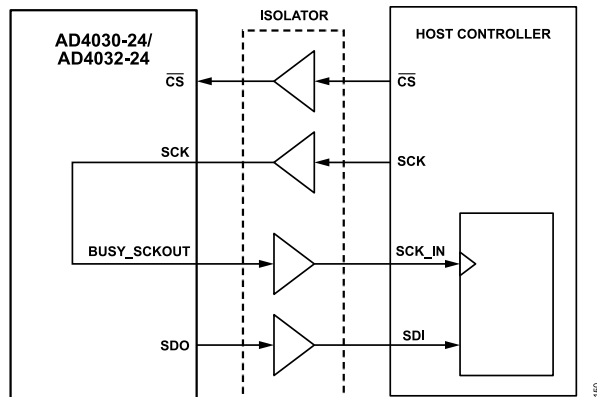 ISOLATOR
AD4030-24/
AD4032-24
HOST CONTROLLER
CS
CS
SCK
SCK
BUSY_SCKOUT
SCK_IN
SDO
SDI